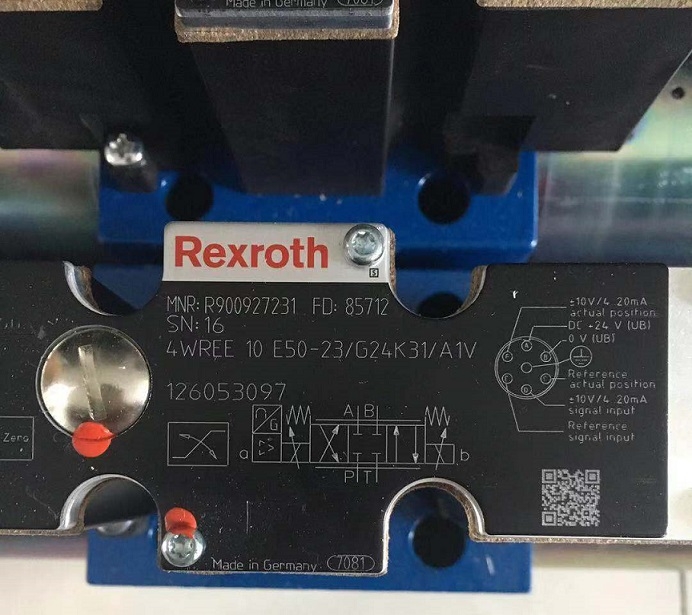 Made in Germany 7081
Rexroth
MNR: R900927231 FD: 85712
SN: 16
4WREE 10 E50-23/G24K31/A1V
126053097
Zero
G
A B
a
b
P T
±10V/4 20mA
actual position
DC +24 V (UB)
0 V (UB)
Reference
actual position
±10V/4 20mA
signal input
Reference
signal input
Made in Germany 7081